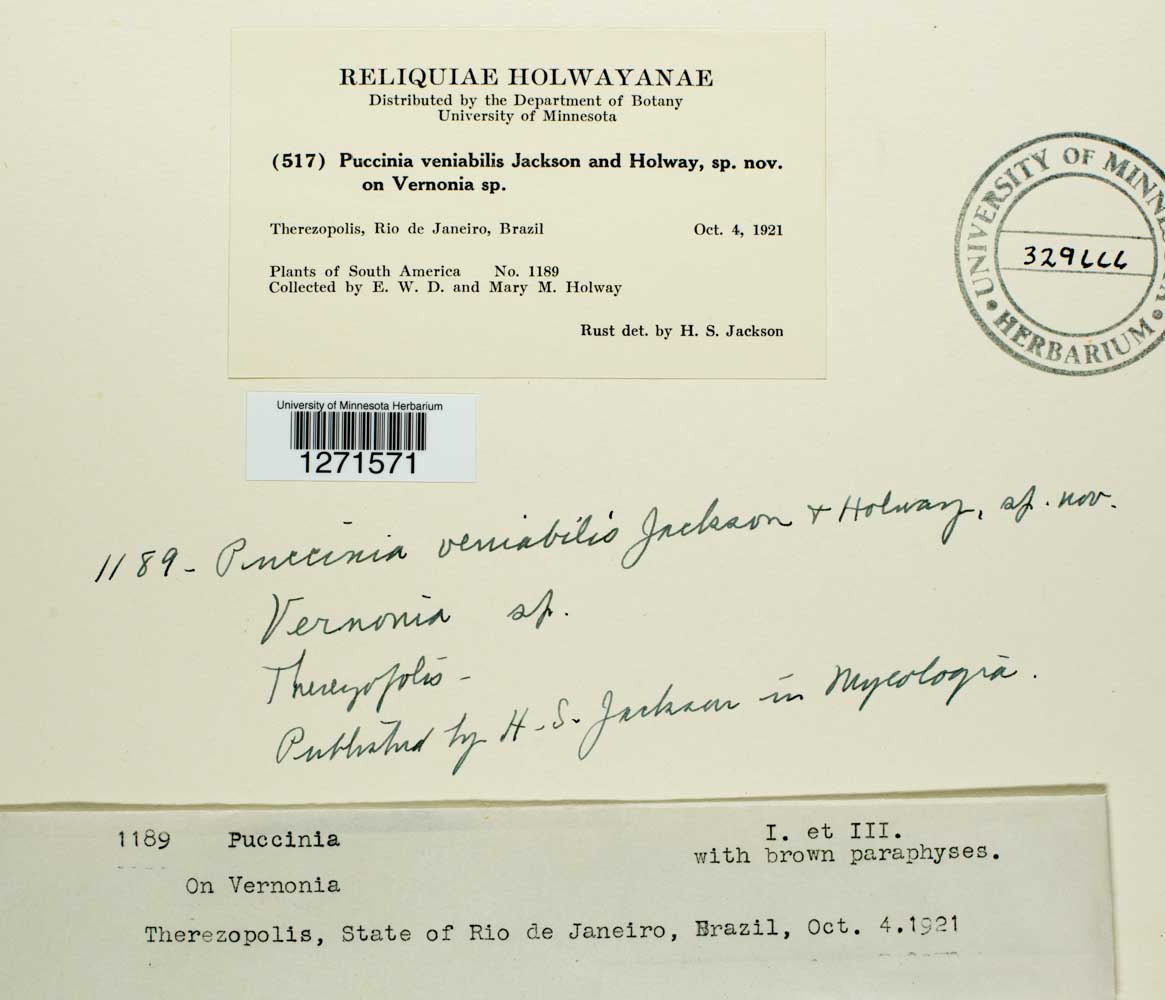 RELIQUIAE HOLWAYANAE
Distributed by the Department of Botany
University of Minnesota
(517) Puccinia veniabilis Jackson and Holway, sp. nov.
on Vernonia sp.
Therezopolis, Rio de Janeiro, Brazil Oct. 4, 1921
Plants of South America No. 1189
Collected by E. W. D. and Mary M. Holway
Rust det. by H. S. Jackson
UNIVERSITY OF MINNES
HERBARIUM
University of Minnesota Herbarium
1271571
1189 - Puccinia veniabilis Jackson + Holway, sp. nov.
Vernonia sp.
Therezopolis -
Published by H. S. Jackson in Mycologia.
1189 Puccinia I. et III.
with brown paraphyses.
On Vernonia
Therezopolis, State of Rio de Janeiro, Brazil, Oct. 4.1921